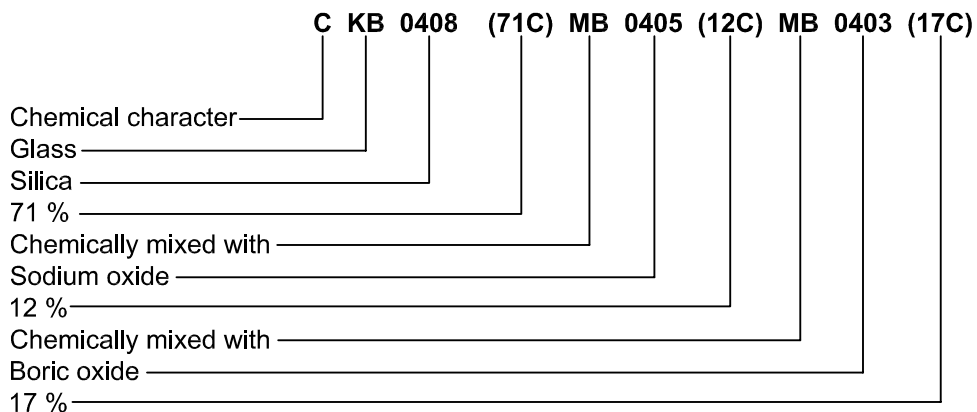 C KB 0408 (71C) MB 0405 (12C) MB 0403 (17C)
Chemical character
Glass
Silica
71 %
Chemically mixed with
Sodium oxide
12 %
Chemically mixed with
Boric oxide
17 %